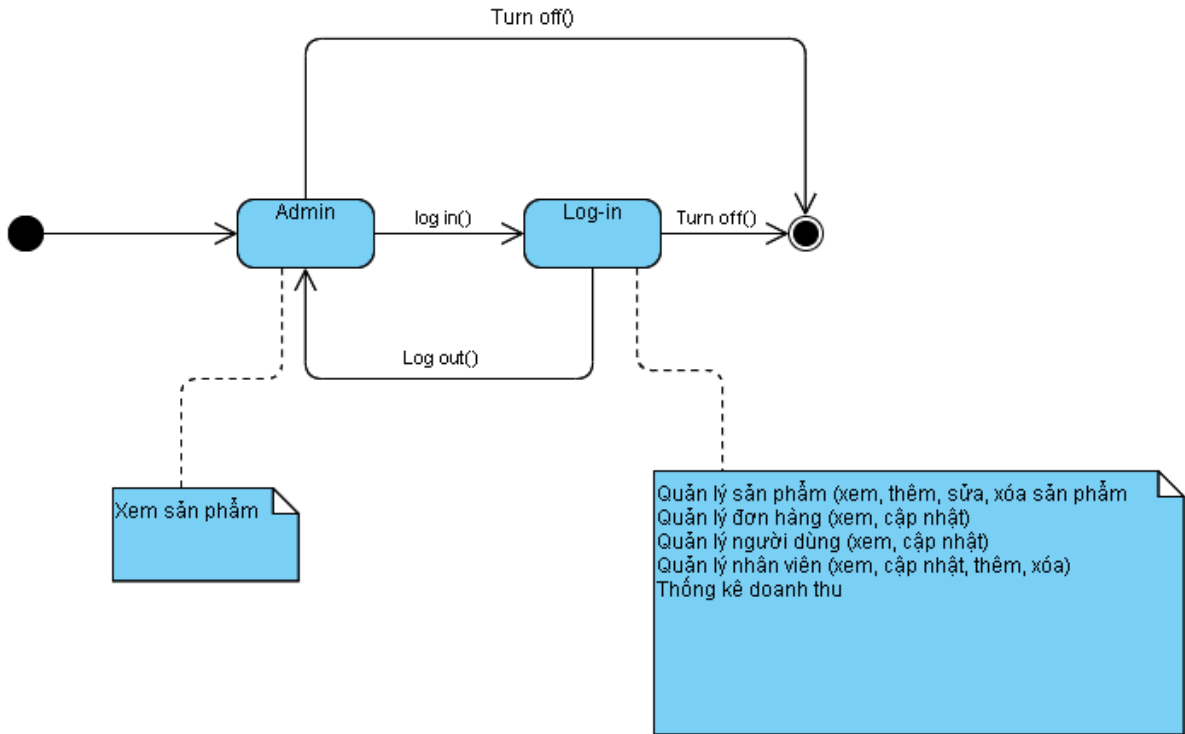 Turn off()
Admin
log in()
Log-in
Turn off()
Log out()
Xem sản phẩm
Quản lý sản phẩm (xem, thêm, sửa, xóa sản phẩm
Quản lý đơn hàng (xem, cập nhật)
Quản lý người dùng (xem, cập nhật)
Quản lý nhân viên (xem, cập nhật, thêm, xóa)
Thống kê doanh thu